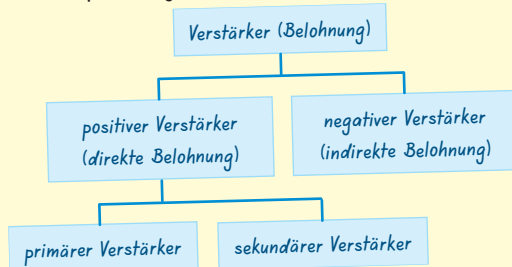 Verstärker (Belohnung)
positiver Verstärker
(direkte Belohnung)
negativer Verstärker
(indirekte Belohnung)
primärer Verstärker
sekundärer Verstärker